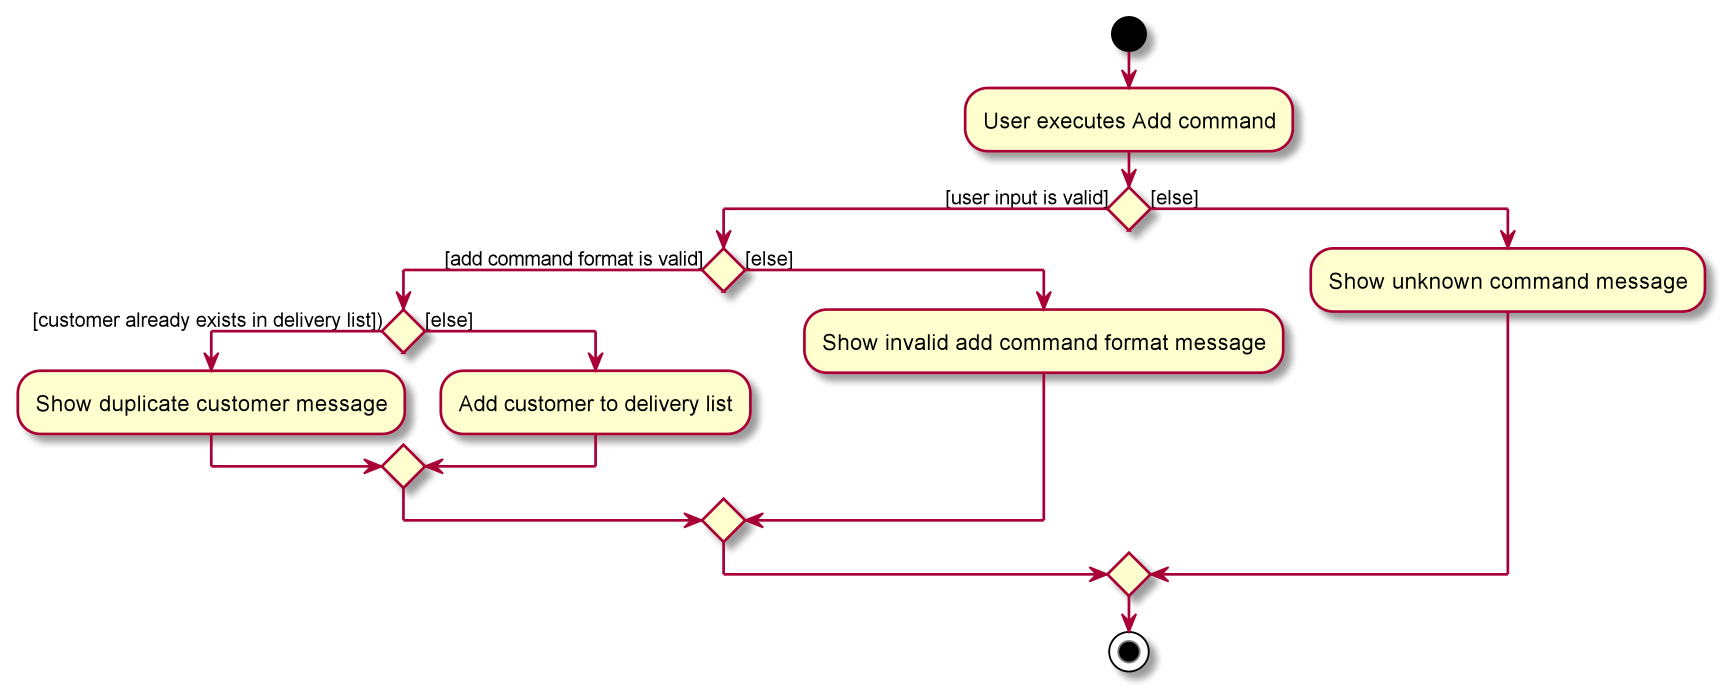 User executes Add command
[user input is valid]
[else]
[add command format is valid]
[else]
Show unknown command message
[customer already exists in delivery list])
[else]
Show invalid add command format message
Show duplicate customer message
Add customer to delivery list